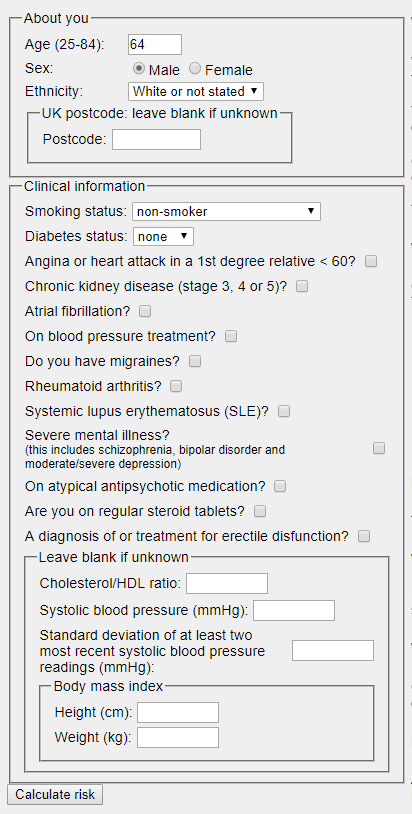 About you
Age (25-84): 64
Sex: Male Female
Ethnicity: White or not stated
UK postcode: leave blank if unknown
Postcode:
Clinical information
Smoking status: non-smoker
Diabetes status: none
Angina or heart attack in a 1st degree relative < 60?
Chronic kidney disease (stage 3, 4 or 5)?
Atrial fibrillation?
On blood pressure treatment?
Do you have migraines?
Rheumatoid arthritis?
Systemic lupus erythematosus (SLE)?
Severe mental illness?
(this includes schizophrenia, bipolar disorder and
moderate/severe depression)
On atypical antipsychotic medication?
Are you on regular steroid tablets?
A diagnosis of or treatment for erectile disfunction?
Leave blank if unknown
Cholesterol/HDL ratio:
Systolic blood pressure (mmHg):
Standard deviation of at least two
most recent systolic blood pressure
readings (mmHg):
Body mass index
Height (cm):
Weight (kg):
Calculate risk